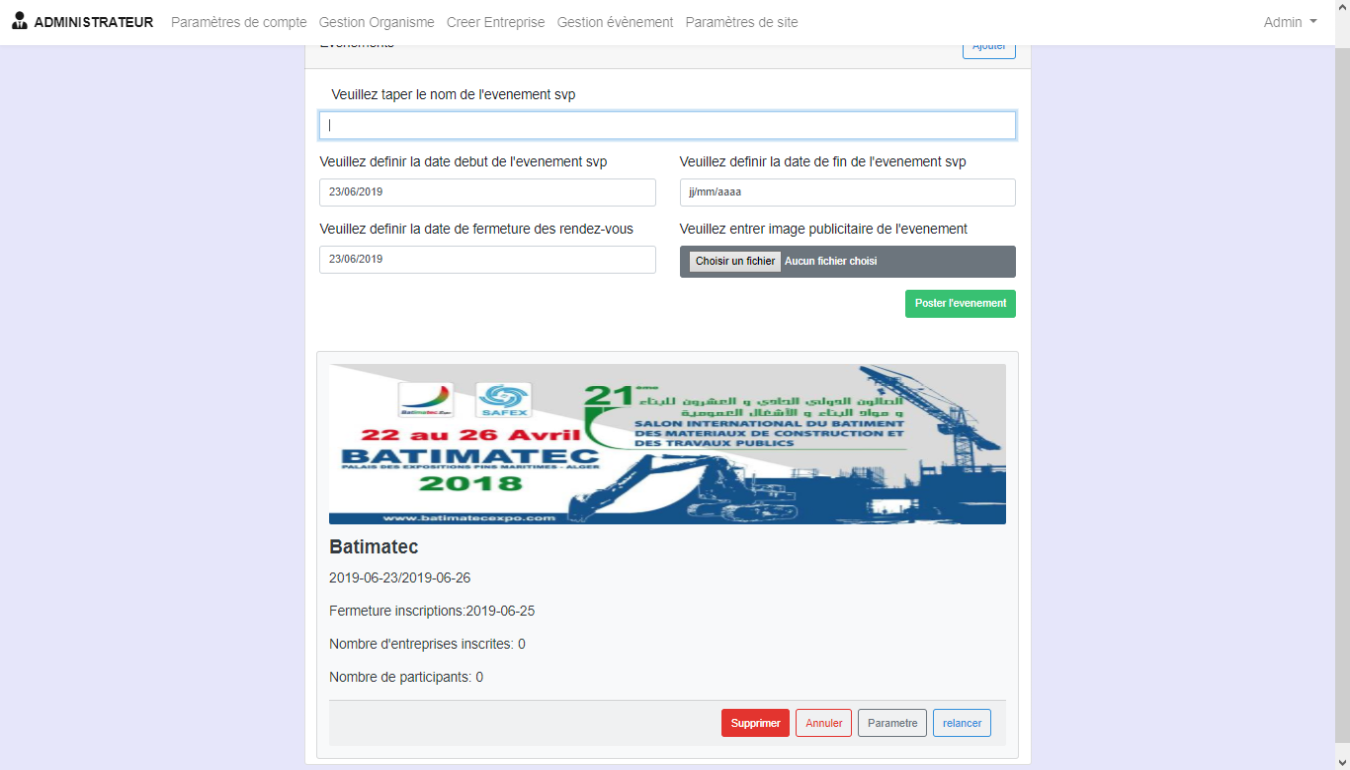 ADMINISTRATEUR Paramètres de compte Gestion Organisme Creer Entreprise Gestion évènement Paramètres de site Admin
Evenements Ajouter
Veuillez taper le nom de l'evenement svp
Veuillez definir la date debut de l'evenement svp Veuillez definir la date de fin de l'evenement svp
23/06/2019 jj/mm/aaaa
Veuillez definir la date de fermeture des rendez-vous Veuillez entrer image publicitaire de l'evenement
23/06/2019 Choisir un fichier Aucun fichier choisi
Poster l'evenement
Batimatec Expo SAFEX
21ème
الصالون الدولي الحادي و العشرون للبناء
و مواد البناء و الأشغال العمومية
SALON INTERNATIONAL DU BATIMENT
DES MATERIAUX DE CONSTRUCTION ET
DES TRAVAUX PUBLICS
22 au 26 Avril
BATIMATEC
PALAIS DES EXPOSITIONS PINS MARITIMES - ALGER
2018
www.batimatecexpo.com
Batimatec
2019-06-23/2019-06-26
Fermeture inscriptions:2019-06-25
Nombre d'entreprises inscrites: 0
Nombre de participants: 0
Supprimer Annuler Parametre relancer